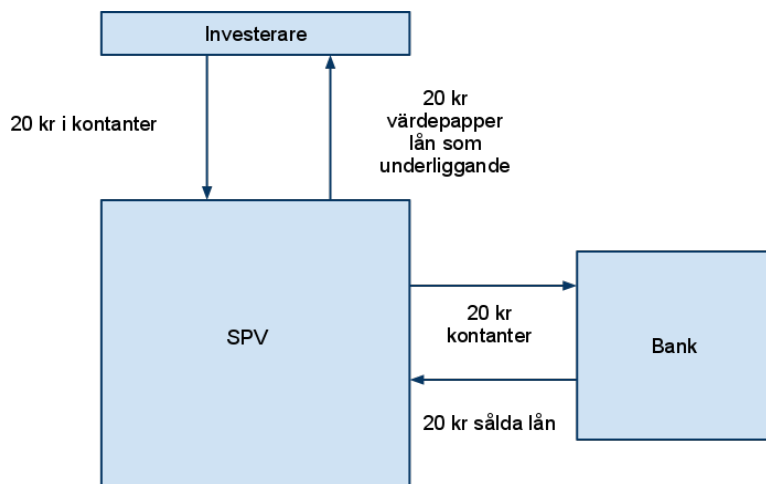 Investerare
20 kr i kontanter
20 kr
värdepapper
lån som
underliggande
SPV
20 kr
kontanter
Bank
20 kr sålda lån